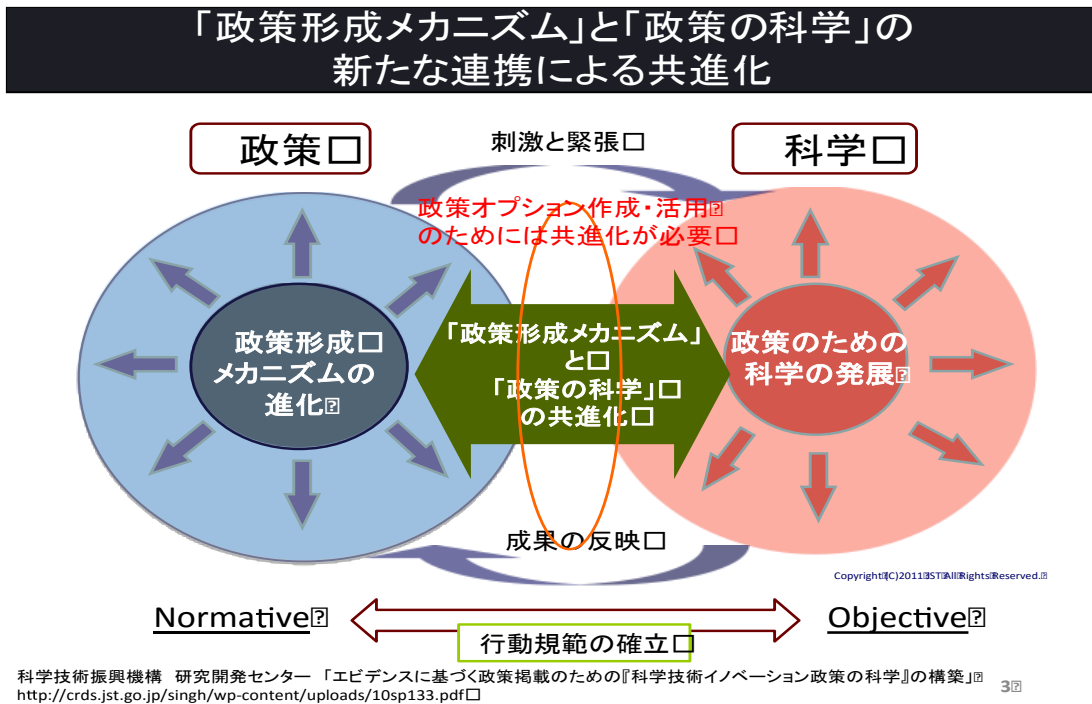 「政策形成メカニズム」と「政策の科学」の
新たな連携による共進化
政策□
刺激と緊張□
科学□
政策オプション作成・活用⍰
のためには共進化が必要□
政策形成□
メカニズムの
進化⍰
「政策形成メカニズム」
と□
「政策の科学」□
の共進化□
政策のための
科学の発展⍰
成果の反映□
Copyright⍰(C)2011⍰JST⍰All⍰Rights⍰Reserved.⍰
Normative⍰
行動規範の確立□
Objective⍰
科学技術振興機構 研究開発センター 「エビデンスに基づく政策掲載のための『科学技術イノベーション政策の科学』の構築」⍰
http://crds.jst.go.jp/singh/wp-content/uploads/10sp133.pdf□
3⍰